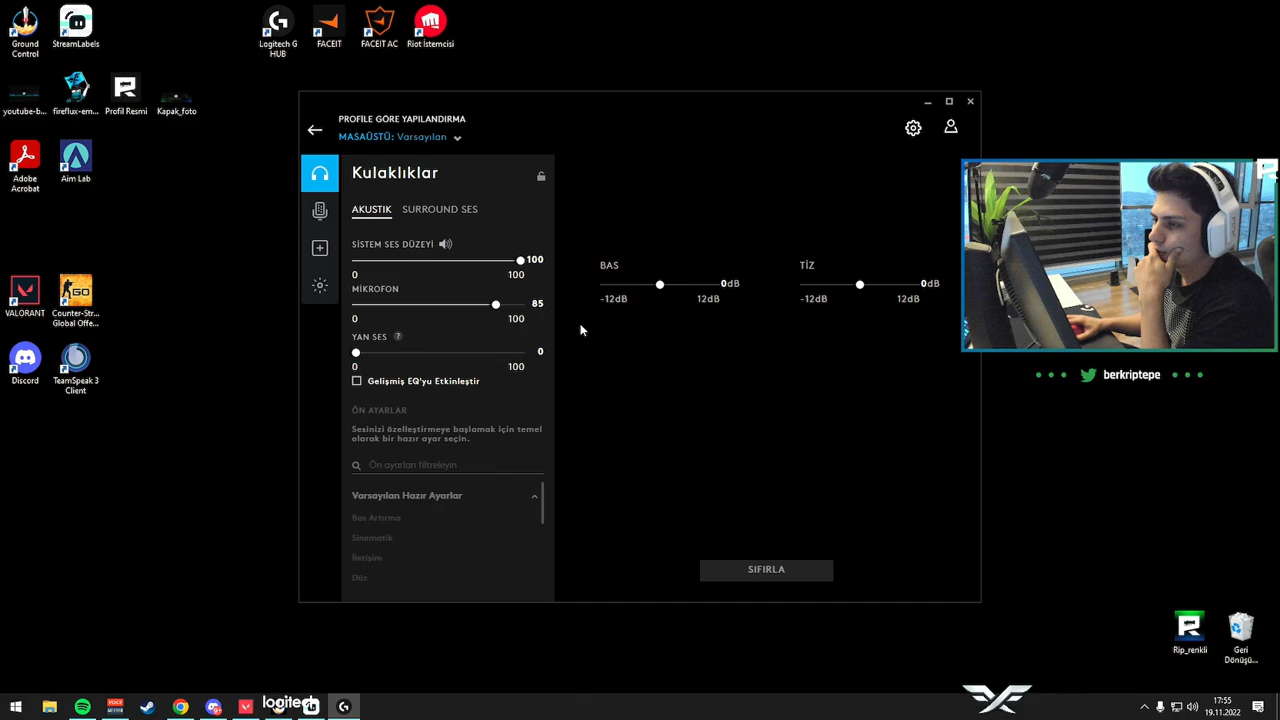 Ground
Control
StreamLabels
Logitech G
HUB
FACEIT
FACEIT AC
Riot İstemcisi
youtube-b...
fireflux-em...
Profil Resmi
Kapak_foto
Adobe
Acrobat
Aim Lab
VALORANT
Counter-Str...
Global Offe...
Discord
TeamSpeak 3
Client
PROFİLE GÖRE YAPILANDIRMA
MASAÜSTÜ: Varsayılan
Kulaklıklar
AKUSTİK SURROUND SES
SİSTEM SES DÜZEYİ
100
0 100
MİKROFON
85
0 100
YAN SES ?
0
0 100
Gelişmiş EQ'yu Etkinleştir
ÖN AYARLAR
Sesinizi özelleştirmeye başlamak için temel
olarak bir hazır ayar seçin.
Ön ayarları filtreleyin
Varsayılan Hazır Ayarlar
Bas Artırma
Sinematik
İletişim
Düz
BAS
0dB
-12dB 12dB
TİZ
0dB
-12dB 12dB
SIFIRLA
berkriptepe
Rip_renkli
Geri
Dönüşü...
VOICE
MEETER
logitech
17:55
19.11.2022